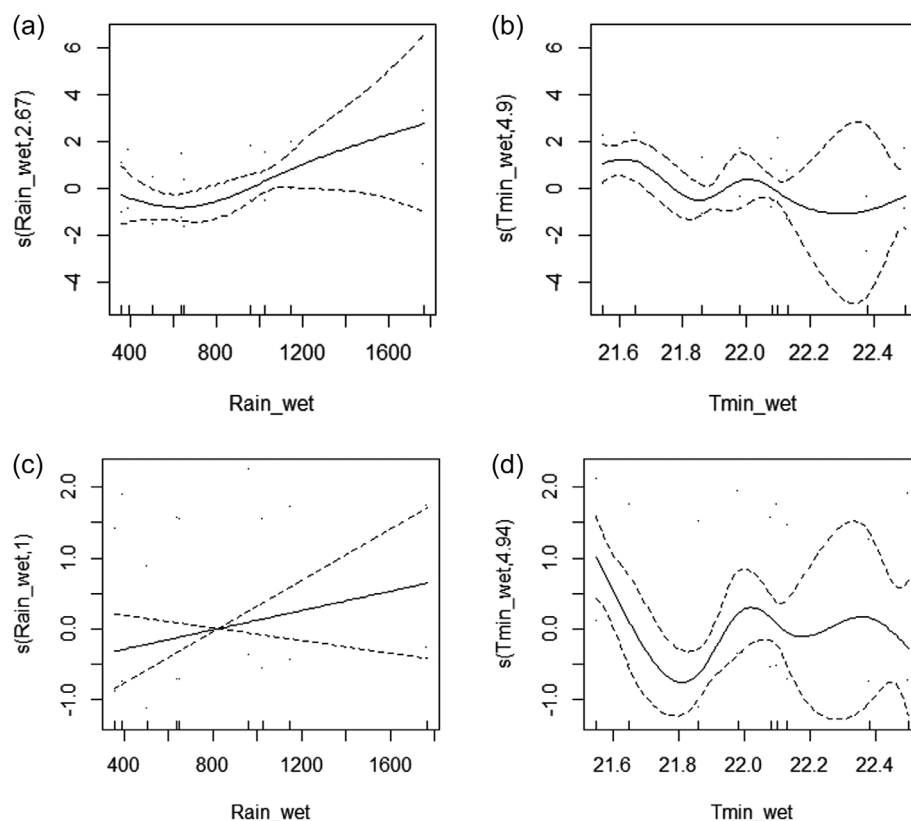 (a)
s(Rain_wet,2.67)
6
4
2
0
-2
-4
400 800 1200 1600
Rain_wet
(b)
s(Tmin_wet,4.9)
6
4
2
0
-2
-4
21.6 21.8 22.0 22.2 22.4
Tmin_wet
(c)
s(Rain_wet,1)
2.0
1.0
0.0
-1.0
400 800 1200 1600
Rain_wet
(d)
s(Tmin_wet,4.94)
2.0
1.0
0.0
-1.0
21.6 21.8 22.0 22.2 22.4
Tmin_wet